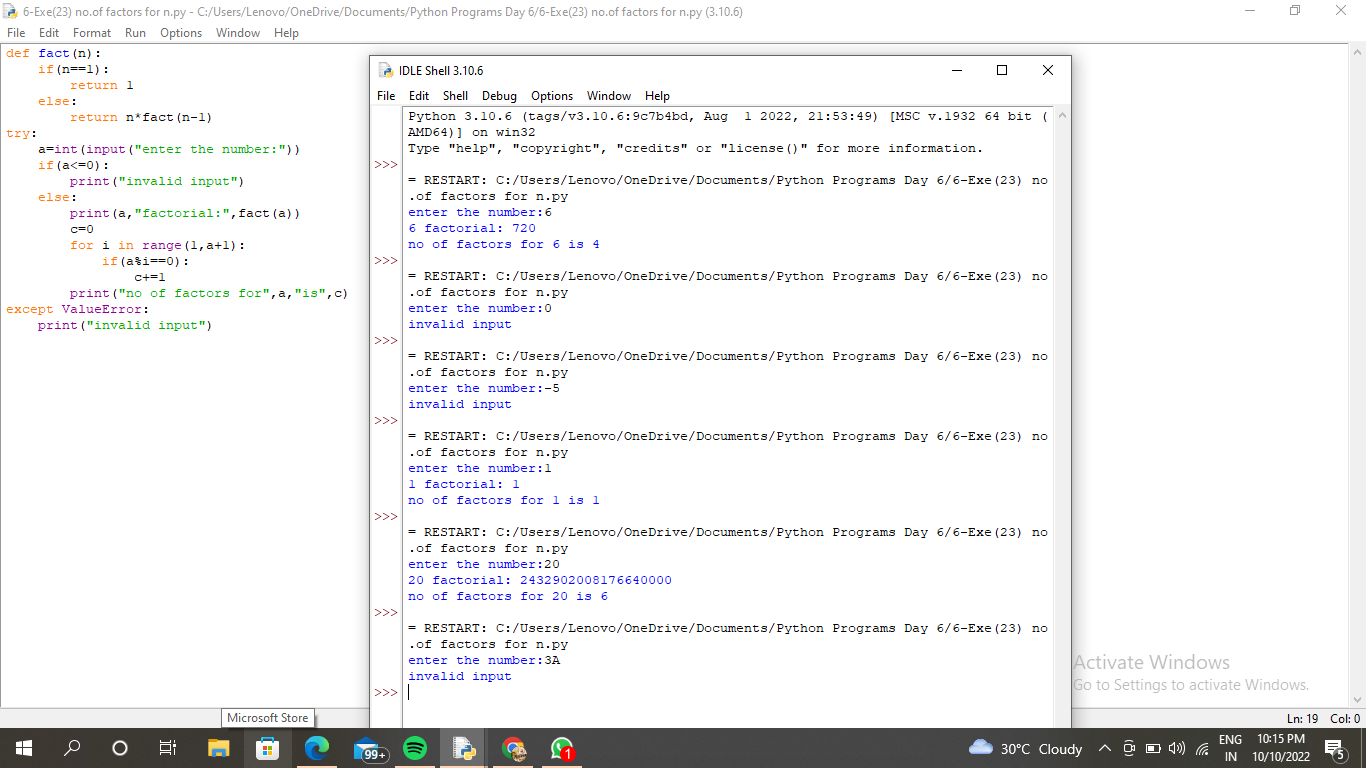 6-Exe(23) no.of factors for n.py - C:/Users/Lenovo/OneDrive/Documents/Python Programs Day 6/6-Exe(23) no.of factors for n.py (3.10.6)
File Edit Format Run Options Window Help
def fact(n):
    if(n==1):
        return 1
    else:
        return n*fact(n-1)
try:
    a=int(input("enter the number:"))
    if(a<=0):
        print("invalid input")
    else:
        print(a,"factorial:",fact(a))
        c=0
        for i in range(1,a+1):
            if(a%i==0):
                c+=1
        print("no of factors for",a,"is",c)
except ValueError:
    print("invalid input")
IDLE Shell 3.10.6
File Edit Shell Debug Options Window Help
Python 3.10.6 (tags/v3.10.6:9c7b4bd, Aug  1 2022, 21:53:49) [MSC v.1932 64 bit (
AMD64)] on win32
Type "help", "copyright", "credits" or "license()" for more information.
>>>
= RESTART: C:/Users/Lenovo/OneDrive/Documents/Python Programs Day 6/6-Exe(23) no
.of factors for n.py
enter the number:6
6 factorial: 720
no of factors for 6 is 4
>>>
= RESTART: C:/Users/Lenovo/OneDrive/Documents/Python Programs Day 6/6-Exe(23) no
.of factors for n.py
enter the number:0
invalid input
>>>
= RESTART: C:/Users/Lenovo/OneDrive/Documents/Python Programs Day 6/6-Exe(23) no
.of factors for n.py
enter the number:-5
invalid input
>>>
= RESTART: C:/Users/Lenovo/OneDrive/Documents/Python Programs Day 6/6-Exe(23) no
.of factors for n.py
enter the number:1
1 factorial: 1
no of factors for 1 is 1
>>>
= RESTART: C:/Users/Lenovo/OneDrive/Documents/Python Programs Day 6/6-Exe(23) no
.of factors for n.py
enter the number:20
20 factorial: 2432902008176640000
no of factors for 20 is 6
>>>
= RESTART: C:/Users/Lenovo/OneDrive/Documents/Python Programs Day 6/6-Exe(23) no
.of factors for n.py
enter the number:3A
invalid input
>>>
Activate Windows
Go to Settings to activate Windows.
Microsoft Store
Ln: 19 Col: 0
99+
1
30°C Cloudy
ENG
IN
10:15 PM
10/10/2022
5